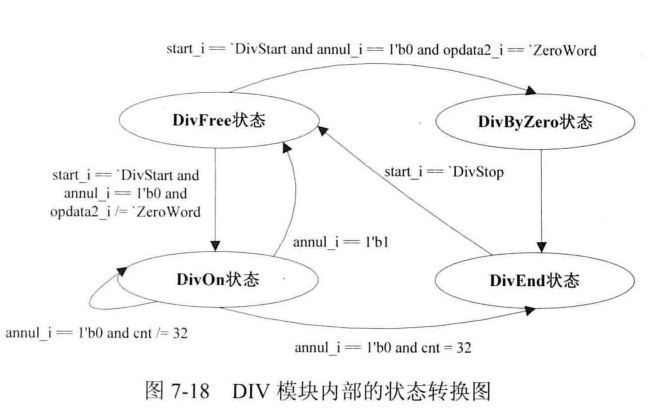 start_i == `DivStart and annul_i == 1'b0 and opdata2_i == `ZeroWord
DivFree状态
DivByZero状态
start_i == `DivStart and
annul_i == 1'b0 and
opdata2_i /= `ZeroWord
start_i == `DivStop
annul_i == 1'b1
DivOn状态
DivEnd状态
annul_i == 1'b0 and cnt /= 32
annul_i == 1'b0 and cnt = 32
图 7-18 DIV 模块内部的状态转换图